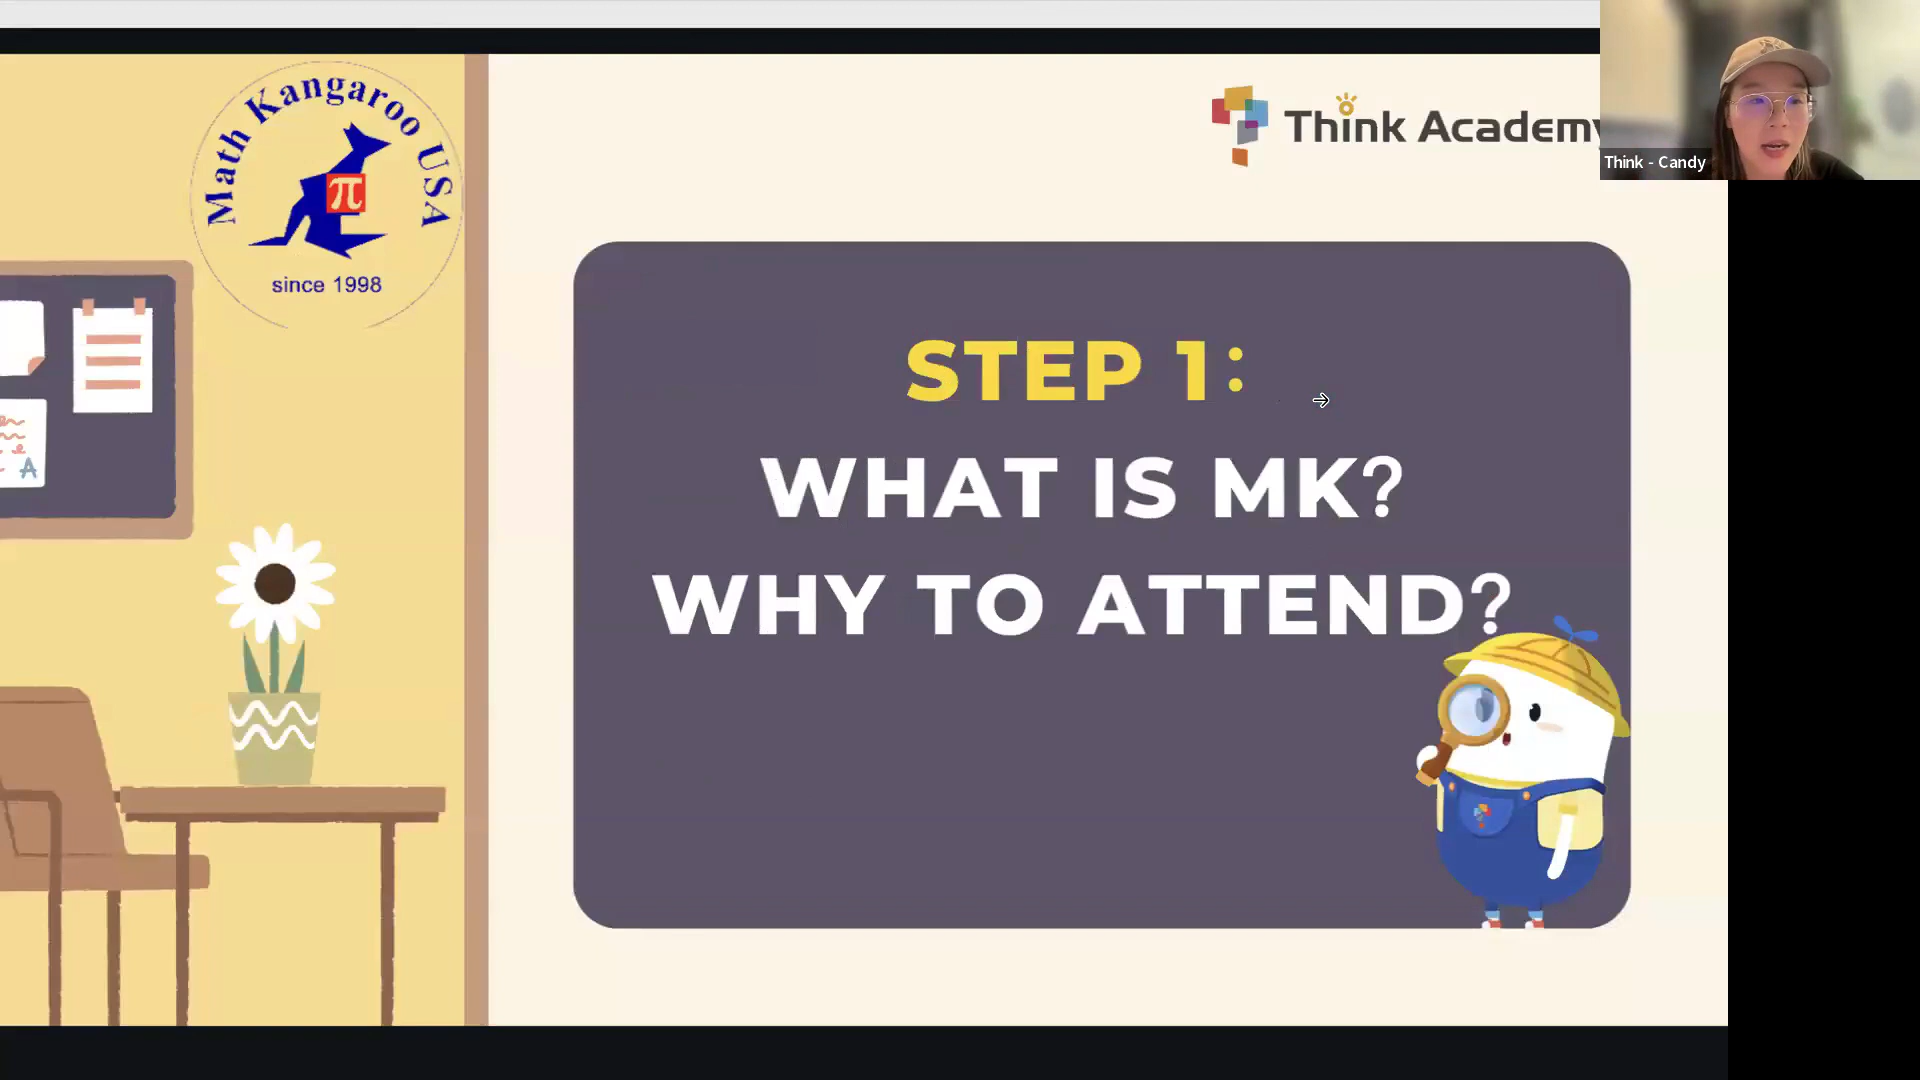 Math Kangaroo USA
π
since 1998
Think Academy
Think - Candy
STEP 1:
WHAT IS MK?
WHY TO ATTEND?
A